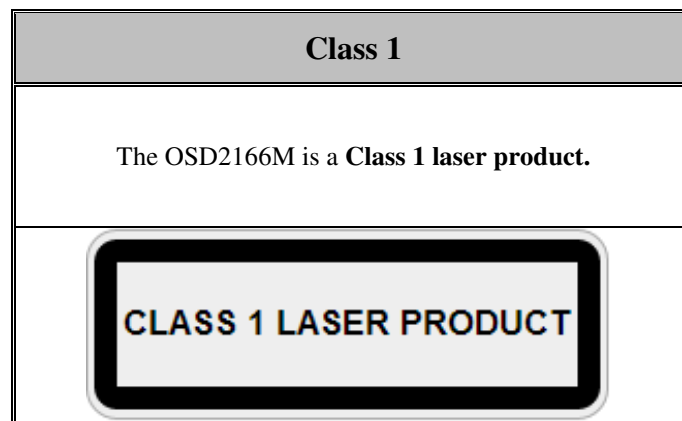 Class 1
The OSD2166M is a Class 1 laser product.
CLASS 1 LASER PRODUCT